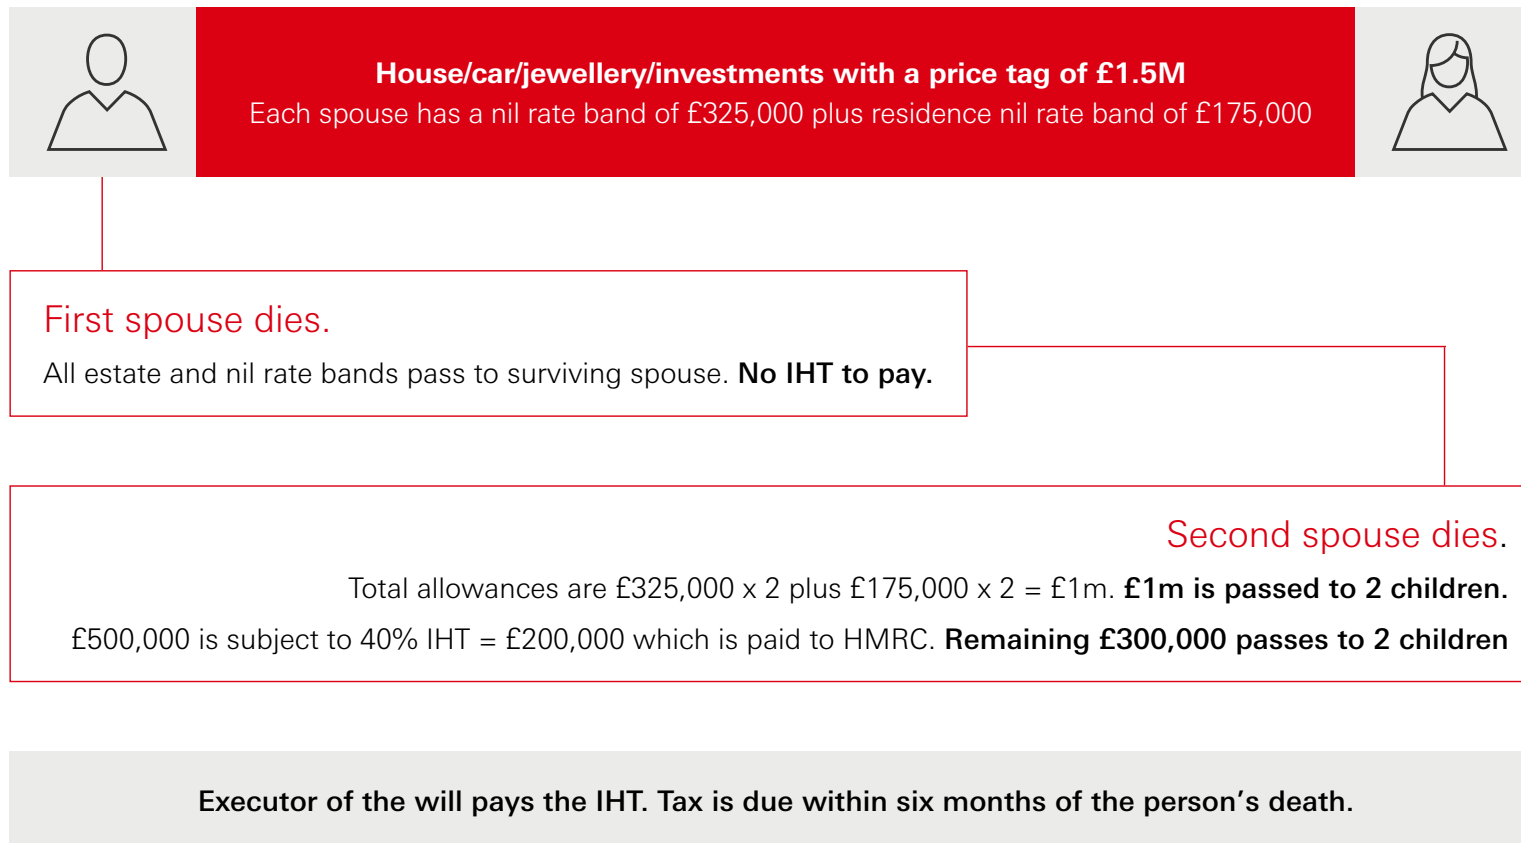 House/car/jewellery/investments with a price tag of £1.5M
Each spouse has a nil rate band of £325,000 plus residence nil rate band of £175,000
First spouse dies.
All estate and nil rate bands pass to surviving spouse. No IHT to pay.
Second spouse dies.
Total allowances are £325,000 x 2 plus £175,000 x 2 = £1m. £1m is passed to 2 children.
£500,000 is subject to 40% IHT = £200,000 which is paid to HMRC. Remaining £300,000 passes to 2 children
Executor of the will pays the IHT. Tax is due within six months of the person’s death.